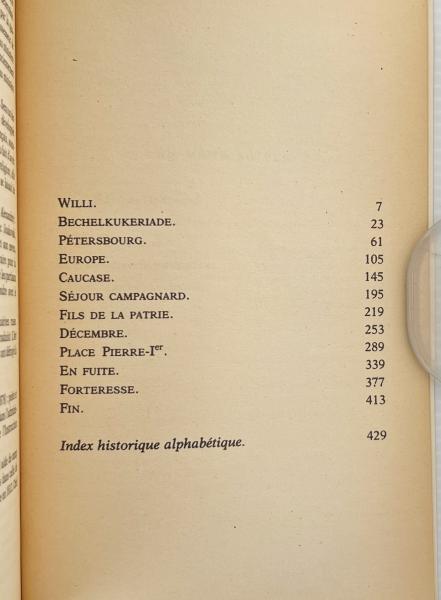 WILLI. 7
BECHELKUKERIADE. 23
PÉTERSBOURG. 61
EUROPE. 105
CAUCASE. 145
SÉJOUR CAMPAGNARD. 195
FILS DE LA PATRIE. 219
DÉCEMBRE. 253
PLACE PIERRE-Ier. 289
EN FUITE. 339
FORTERESSE. 377
FIN. 413
Index historique alphabétique. 429